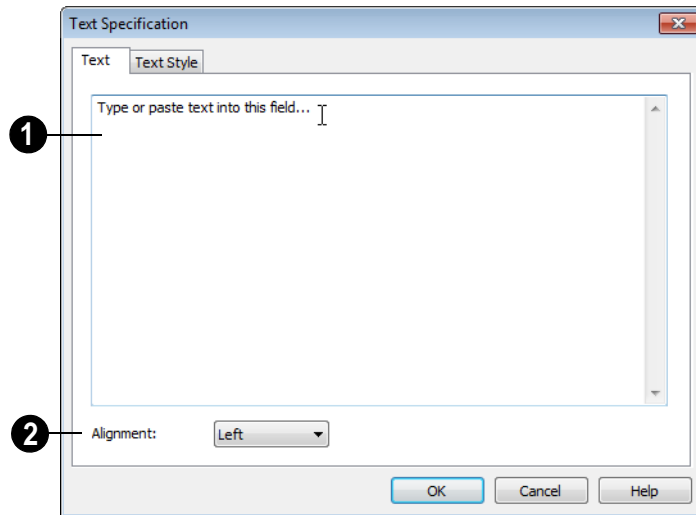 Text Specification
Text Text Style
Type or paste text into this field...
1
2 Alignment: Left
OK Cancel Help